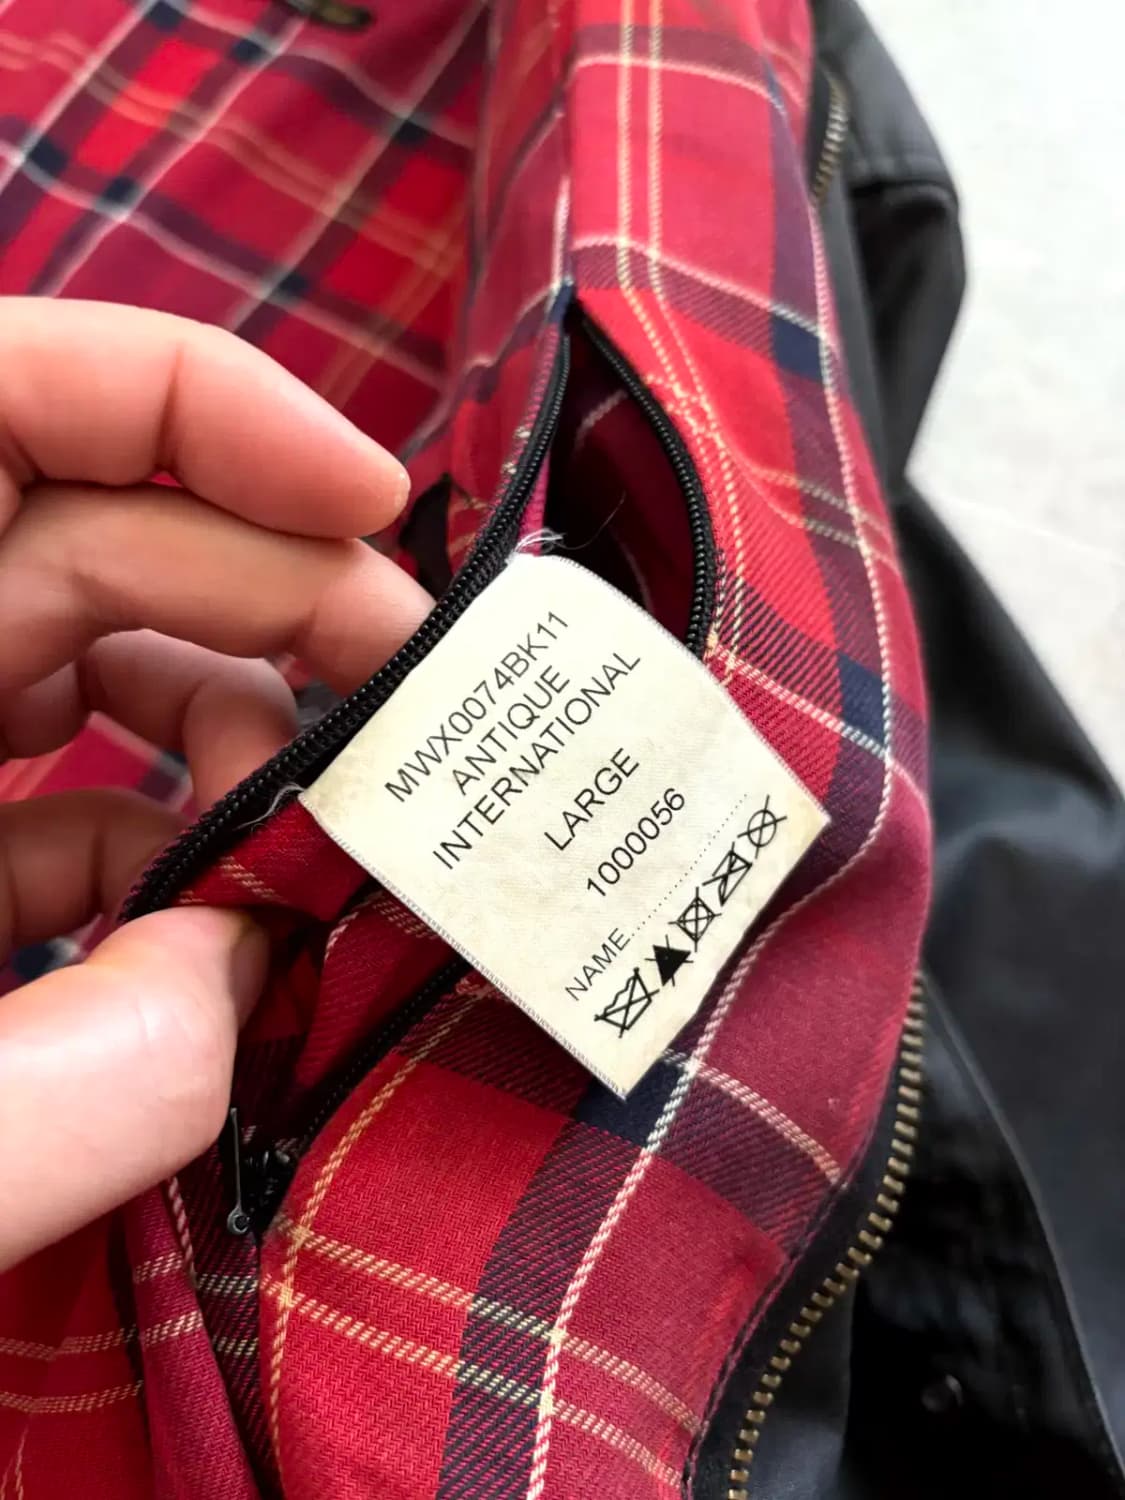 MWX0074BK11
ANTIQUE
INTERNATIONAL
LARGE
1000056
NAME....................